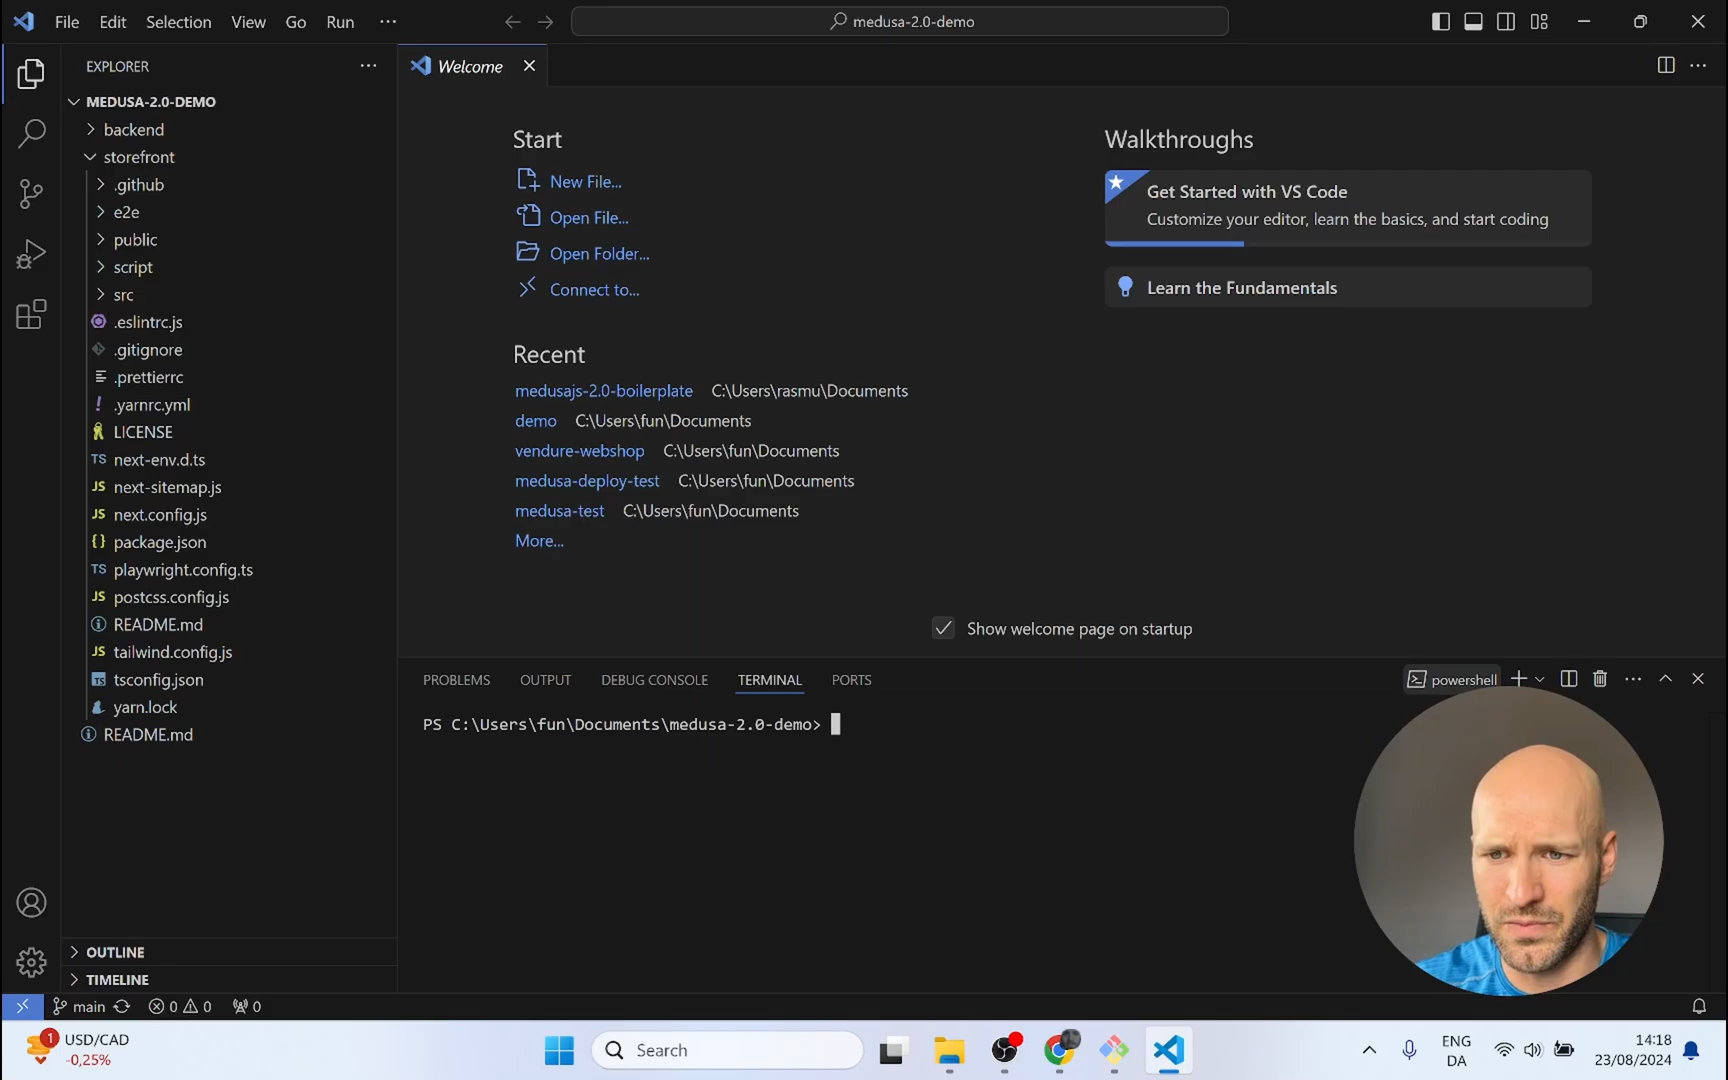 File Edit Selection View Go Run ···
medusa-2.0-demo
EXPLORER ···
MEDUSA-2.0-DEMO
backend
storefront
.github
e2e
public
script
src
.eslintrc.js
.gitignore
.prettierrc
! .yarnrc.yml
LICENSE
TS next-env.d.ts
JS next-sitemap.js
JS next.config.js
{} package.json
TS playwright.config.ts
JS postcss.config.js
README.md
JS tailwind.config.js
TS tsconfig.json
yarn.lock
README.md
OUTLINE
TIMELINE
Welcome
Start
New File...
Open File...
Open Folder...
Connect to...
Recent
medusajs-2.0-boilerplate C:\Users\rasmu\Documents
demo C:\Users\fun\Documents
vendure-webshop C:\Users\fun\Documents
medusa-deploy-test C:\Users\fun\Documents
medusa-test C:\Users\fun\Documents
More...
Walkthroughs
Get Started with VS Code
Customize your editor, learn the basics, and start coding
Learn the Fundamentals
Show welcome page on startup
PROBLEMS OUTPUT DEBUG CONSOLE TERMINAL PORTS
powershell
PS C:\Users\fun\Documents\medusa-2.0-demo>
main 0 0 0
1
USD/CAD
-0,25%
Search
ENG
DA
14:18
23/08/2024